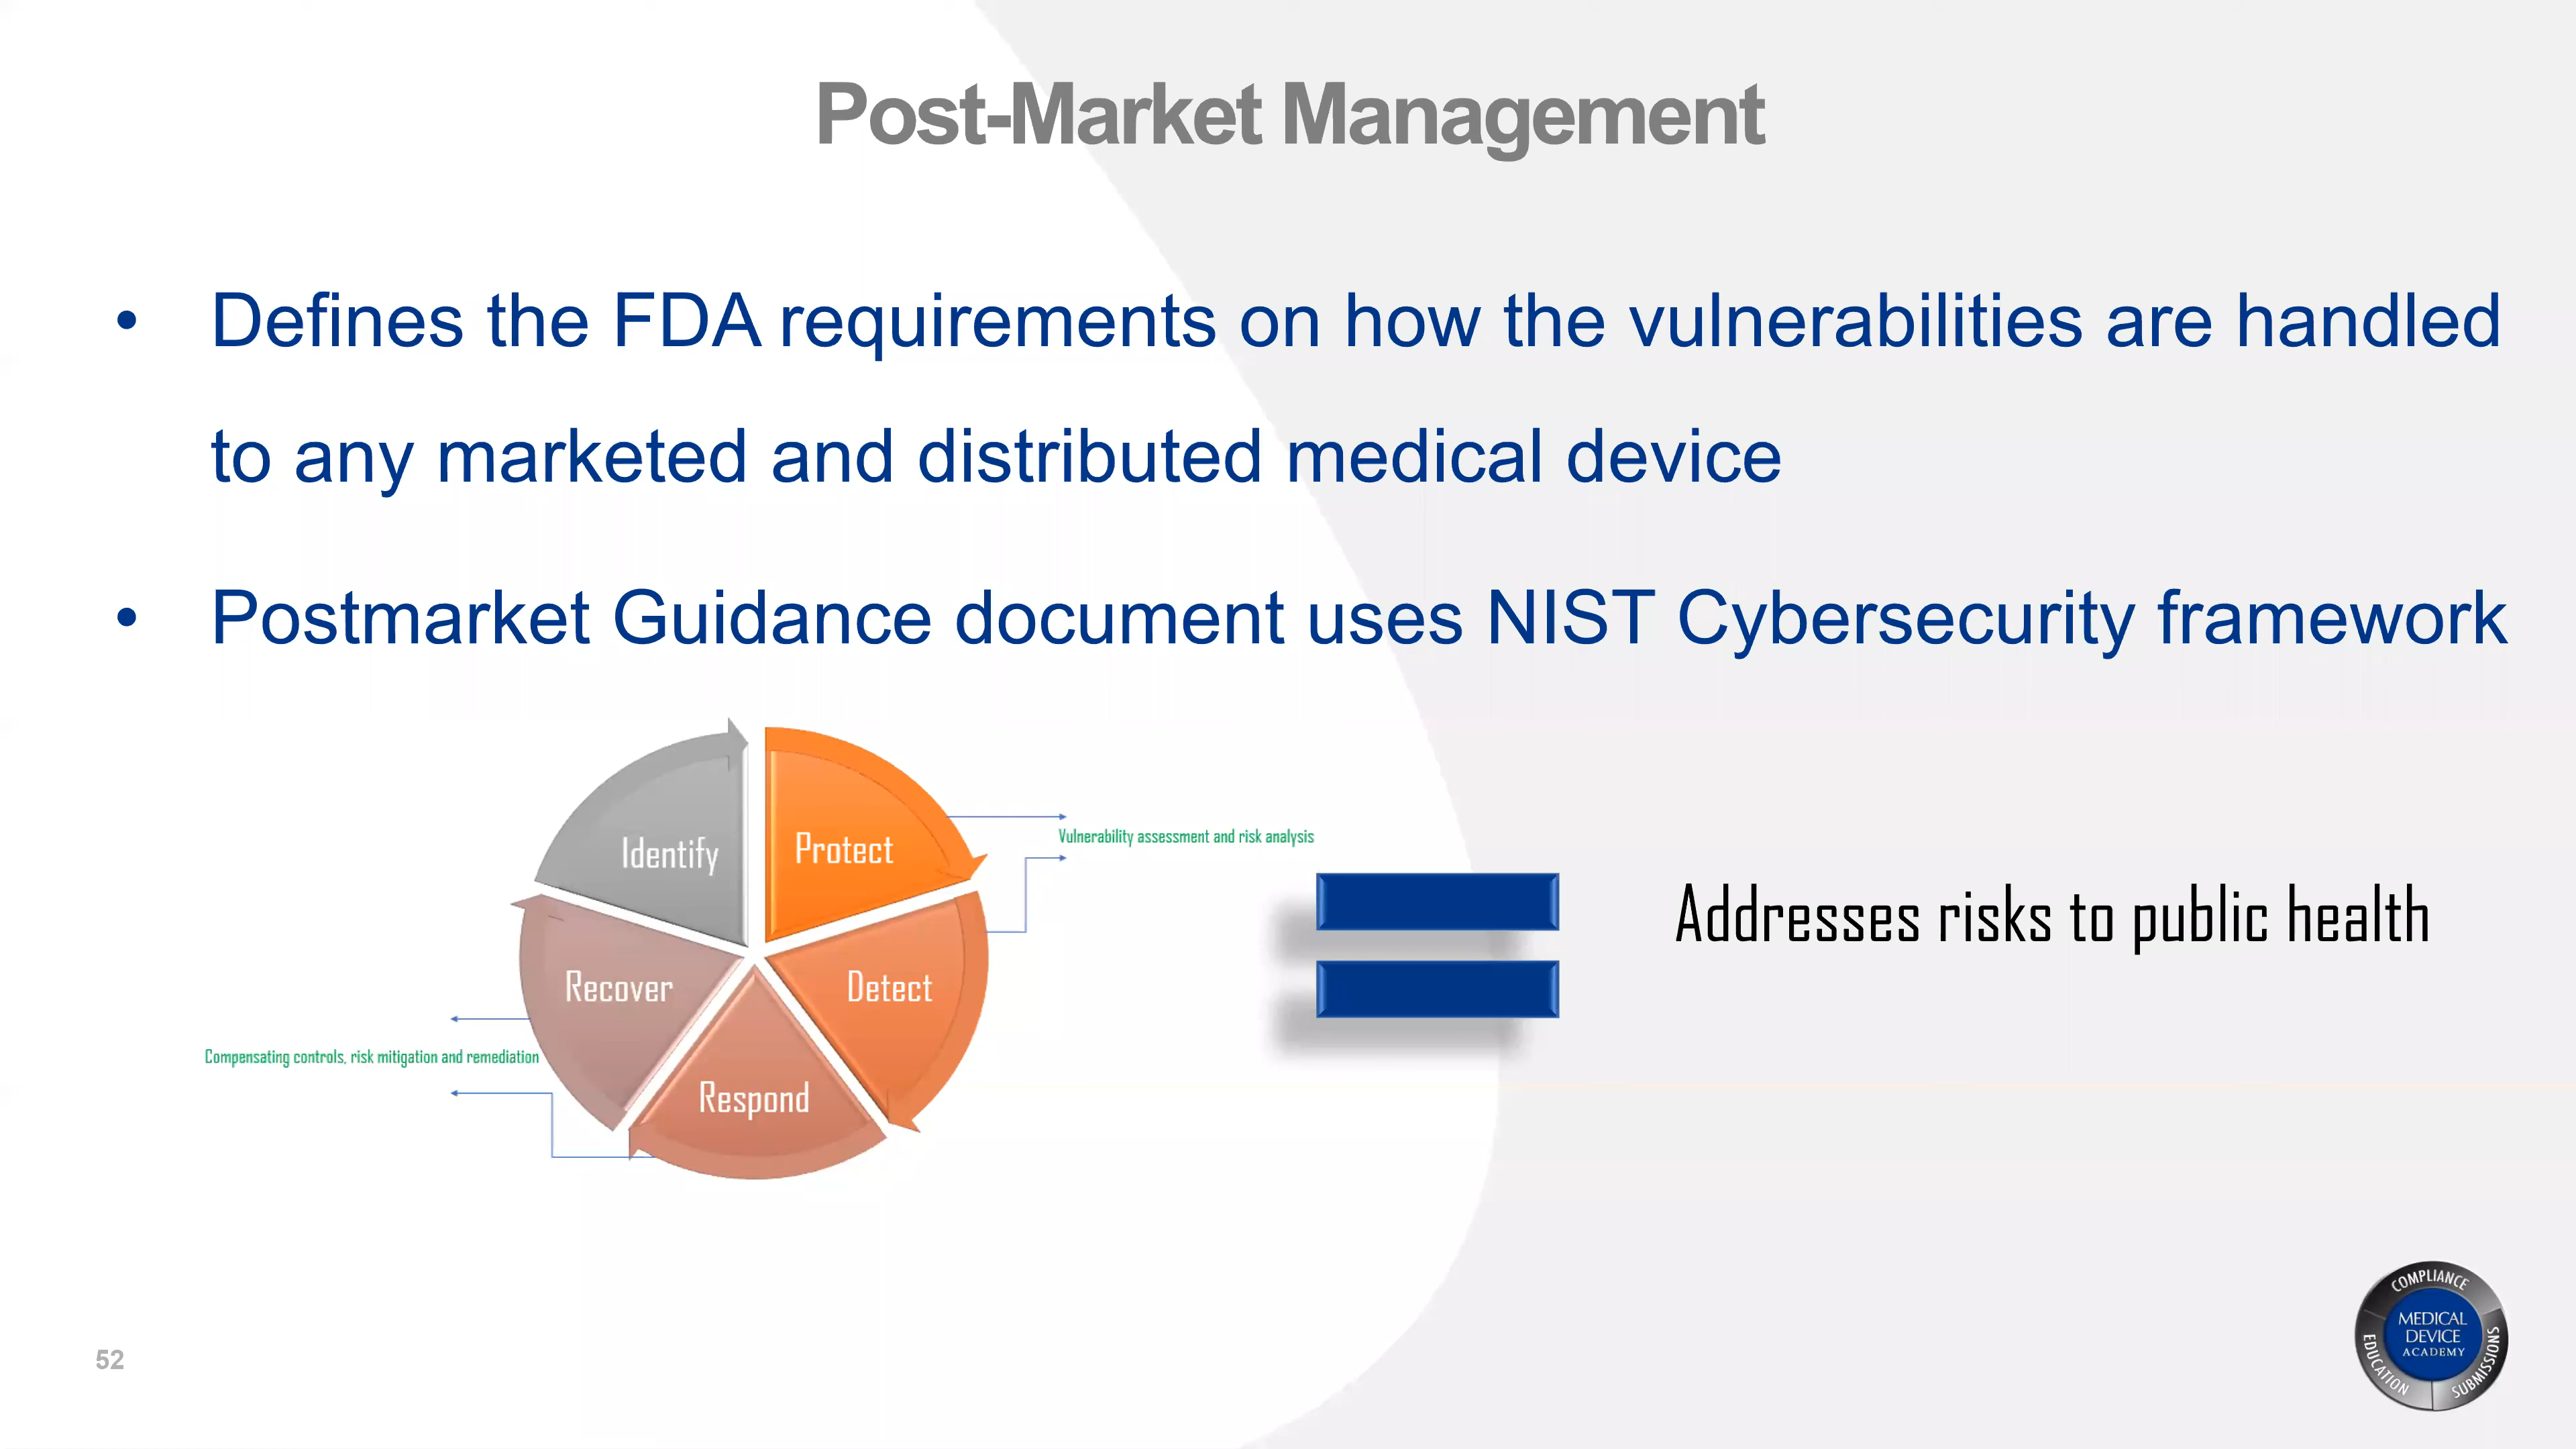 Post-Market Management
• Defines the FDA requirements on how the vulnerabilities are handled
to any marketed and distributed medical device
• Postmarket Guidance document uses NIST Cybersecurity framework
Identify
Protect
Vulnerability assessment and risk analysis
Addresses risks to public health
Recover
Detect
Compensating controls, risk mitigation and remediation
Respond
COMPLIANCE
MEDICAL
DEVICE
ACADEMY
EDUCATION
SUBMISSIONS
52